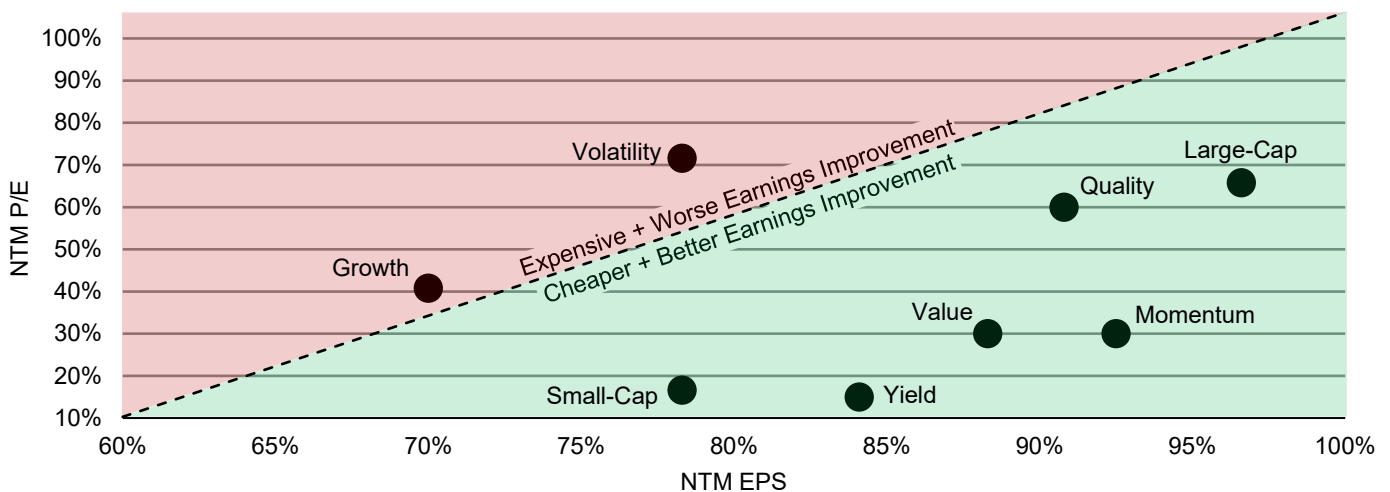 100%
90%
80%
70%
60%
50%
40%
30%
20%
10%
NTM P/E
Volatility
Large-Cap
Quality
Expensive + Worse Earnings Improvement
Cheaper + Better Earnings Improvement
Growth
Value
Momentum
Small-Cap
Yield
60%
65%
70%
75%
80%
85%
90%
95%
100%
NTM EPS